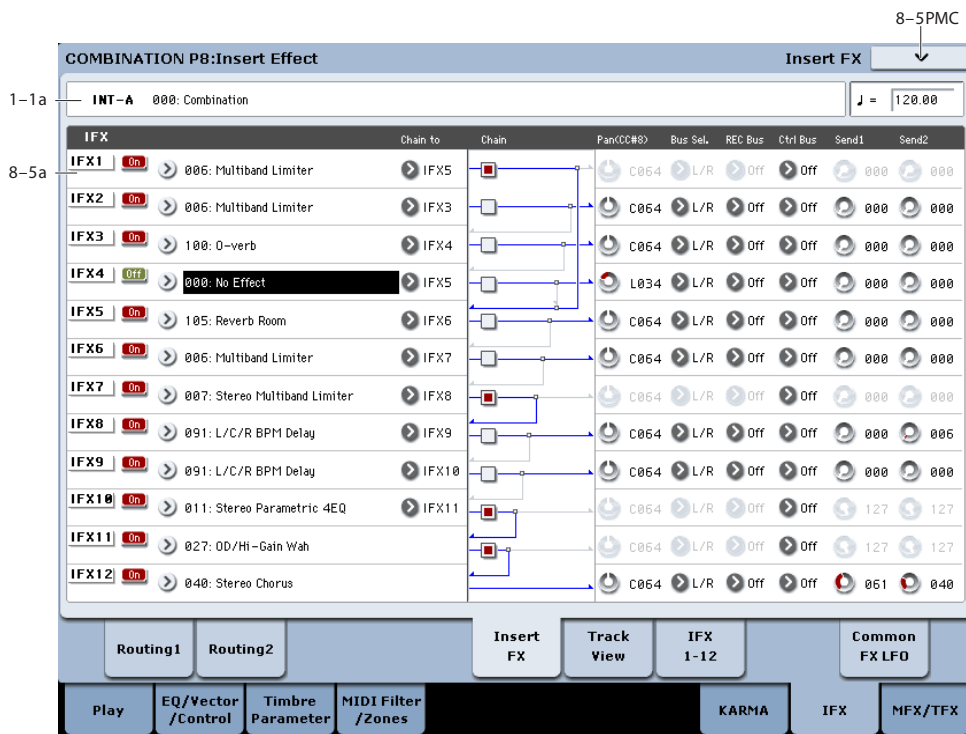 8–5PMC
COMBINATION P8:Insert Effect Insert FX
1–1a
INT-A 000: Combination ♩ = 120.00
IFX Chain to Chain Pan(CC#8) Bus Sel. REC Bus Ctrl Bus Send1 Send2
8–5a
IFX1 On 006: Multiband Limiter IFX5 C064 L/R Off Off 000 000
IFX2 On 006: Multiband Limiter IFX3 C064 L/R Off Off 000 000
IFX3 On 100: O-verb IFX4 C064 L/R Off Off 000 000
IFX4 Off 000: No Effect IFX5 L034 L/R Off Off 000 000
IFX5 On 105: Reverb Room IFX6 C064 L/R Off Off 000 000
IFX6 On 006: Multiband Limiter IFX7 C064 L/R Off Off 000 000
IFX7 On 007: Stereo Multiband Limiter IFX8 C064 L/R Off Off 000 000
IFX8 On 091: L/C/R BPM Delay IFX9 C064 L/R Off Off 000 006
IFX9 On 091: L/C/R BPM Delay IFX10 C064 L/R Off Off 000 000
IFX10 On 011: Stereo Parametric 4EQ IFX11 C064 L/R Off Off 127 127
IFX11 On 027: OD/Hi-Gain Wah C064 L/R Off Off 127 127
IFX12 On 040: Stereo Chorus C064 L/R Off Off 061 040
Routing1 Routing2 Insert FX Track View IFX 1-12 Common FX LFO
Play EQ/Vector /Control Timbre Parameter MIDI Filter /Zones KARMA IFX MFX/TFX